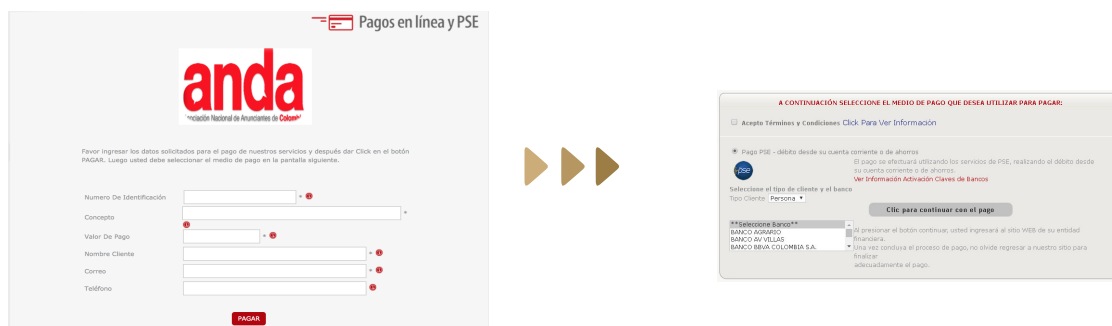 Pagos en línea y PSE
anda
Asociación Nacional de Anunciantes de Colombia
Favor ingresar los datos solicitados para el pago de nuestros servicios y después dar Click en el botón
PAGAR. Luego usted debe seleccionar el medio de pago en la pantalla siguiente.
Numero De Identificación *
Concepto *
Valor De Pago *
Nombre Cliente *
Correo *
Teléfono
PAGAR
A CONTINUACIÓN SELECCIONE EL MEDIO DE PAGO QUE DESEA UTILIZAR PARA PAGAR:
Acepto Términos y Condiciones Click Para Ver Información
Pago PSE - débito desde su cuenta corriente o de ahorros
El pago se efectuará utilizando los servicios de PSE, realizando el débito desde
su cuenta corriente o de ahorros.
Ver Información Activación Claves de Bancos
pse
Seleccione el tipo de cliente y el banco
Tipo Cliente Persona
Clic para continuar con el pago
**Seleccione Banco**
BANCO AGRARIO
BANCO AV VILLAS
BANCO BBVA COLOMBIA S.A.
Al presionar el botón continuar, usted ingresará al sitio WEB de su entidad
financiera.
Una vez concluya el proceso de pago, no olvide regresar a nuestro sitio para
finalizar
adecuadamente el pago.